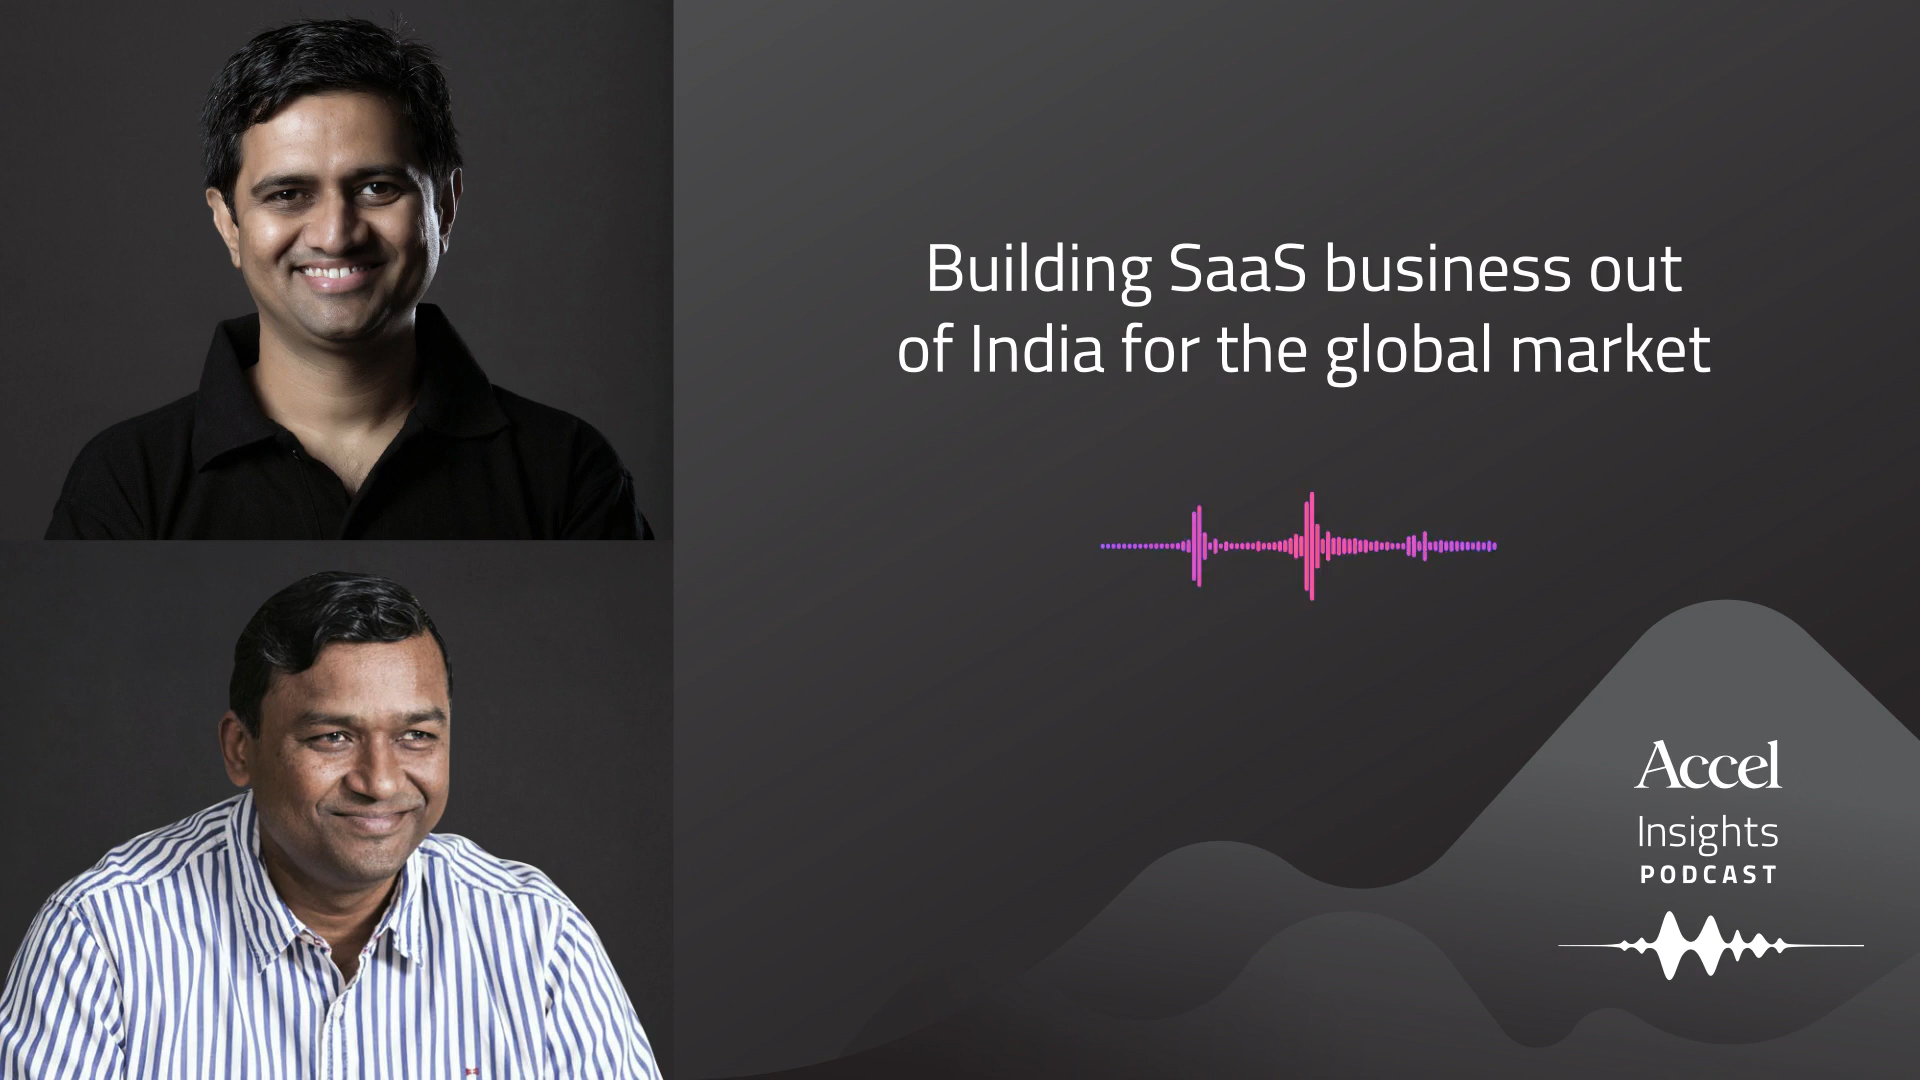 Building SaaS business out
of India for the global market
Accel
Insights
PODCAST